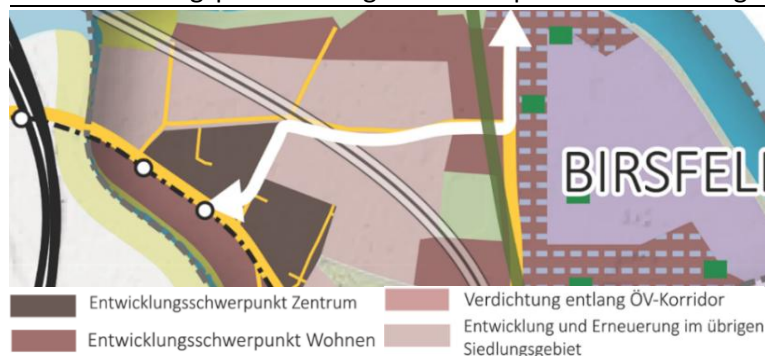 BIRSFEL
Entwicklungsschwerpunkt Zentrum
Entwicklungsschwerpunkt Wohnen
Verdichtung entlang ÖV-Korridor
Entwicklung und Erneuerung im übrigen
Siedlungsgebiet